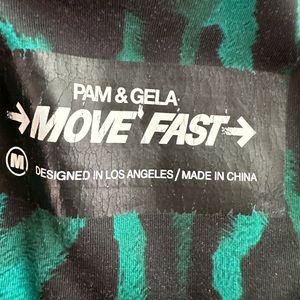 PAM & GELA
→MOVE FAST→
M
DESIGNED IN LOS ANGELES / MADE IN CHINA